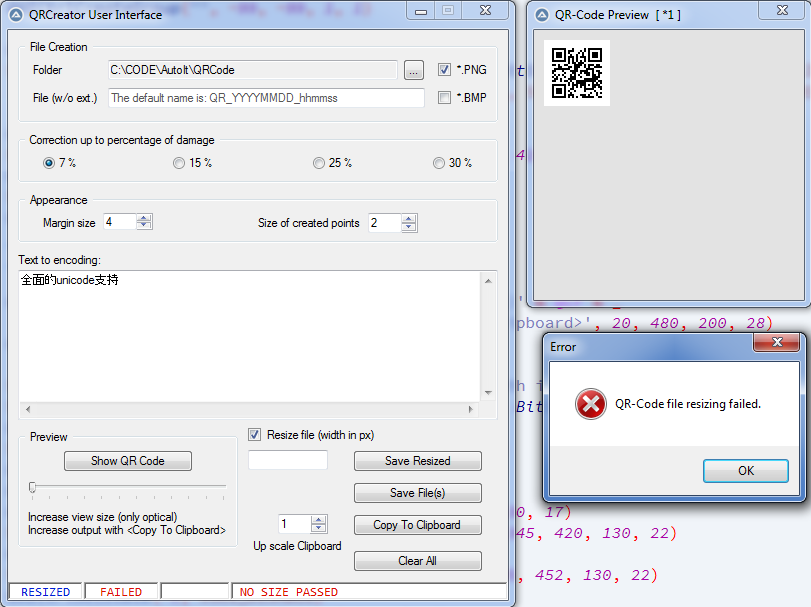 QRCreator User Interface
File Creation
Folder
C:\CODE\AutoIt\QRCode
...
*.PNG
File (w/o ext.)
The default name is: QR_YYYYMMDD_hhmmss
*.BMP
Correction up to percentage of damage
7 %
15 %
25 %
30 %
Appearance
Margin size
4
Size of created points
2
Text to encoding:
全面的unicode支持
Preview
Show QR Code
Increase view size (only optical)
Increase output with <Copy To Clipboard>
Resize file (width in px)
Save Resized
Save File(s)
1
Copy To Clipboard
Up scale Clipboard
Clear All
RESIZED
FAILED
NO SIZE PASSED
QR-Code Preview [ *1 ]
pboard>', 20, 480, 200, 28)
Error
QR-Code file resizing failed.
OK
Bit
0, 17)
45, 420, 130, 22)
, 452, 130, 22)